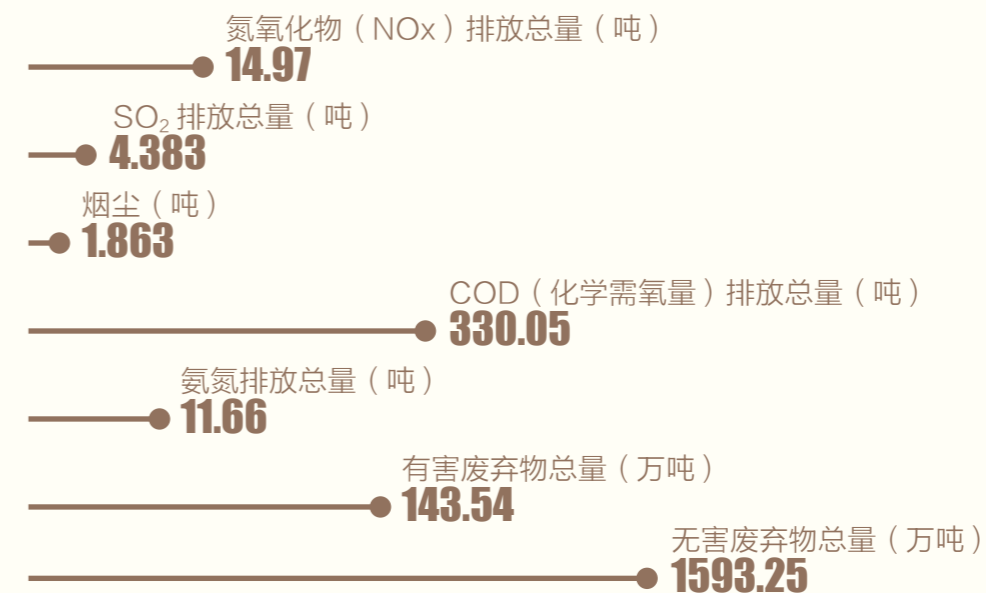 氮氧化物（NOx）排放总量（吨）
14.97
SO₂ 排放总量（吨）
4.383
烟尘（吨）
1.863
COD（化学需氧量）排放总量（吨）
330.05
氨氮排放总量（吨）
11.66
有害废弃物总量（万吨）
143.54
无害废弃物总量（万吨）
1593.25